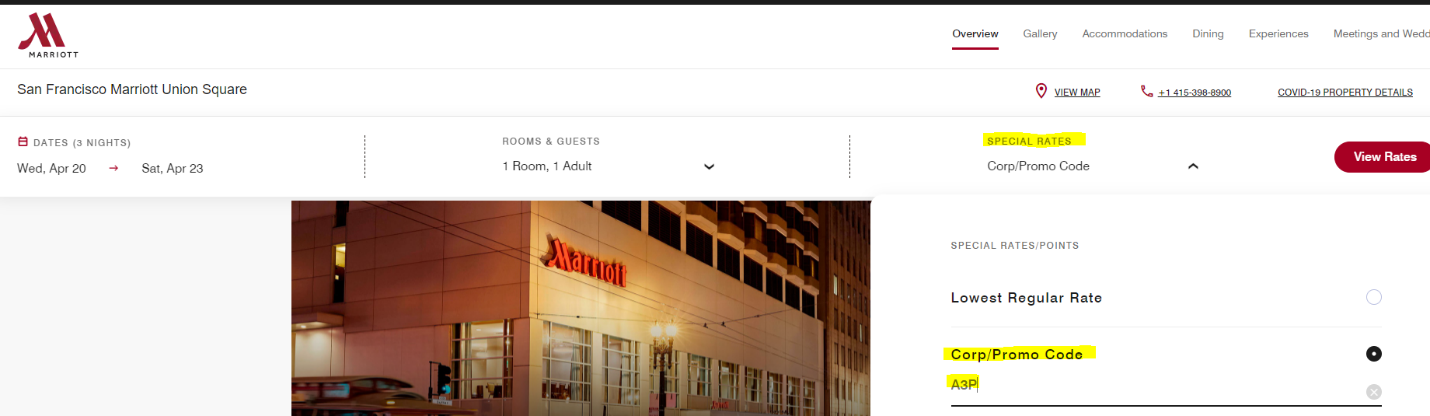 MARRIOTT
Overview Gallery Accommodations Dining Experiences Meetings and Wedd
San Francisco Marriott Union Square
VIEW MAP +1 415-398-8900 COVID-19 PROPERTY DETAILS
DATES (3 NIGHTS) ROOMS & GUESTS SPECIAL RATES
Wed, Apr 20 → Sat, Apr 23 1 Room, 1 Adult Corp/Promo Code View Rates
Marriott
SPECIAL RATES/POINTS
Lowest Regular Rate
Corp/Promo Code
A3P